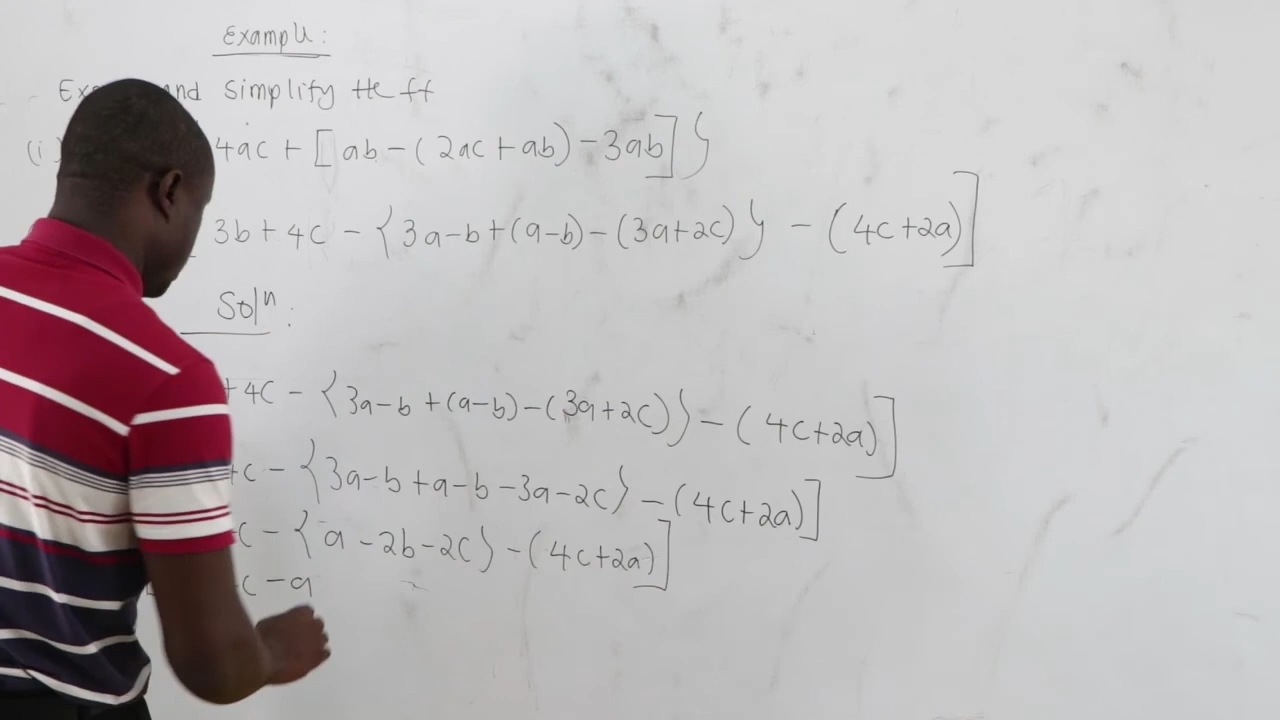 Example:
and Simplify the ff
(i) 4ac + [ab - (2ac + ab) - 3ab]}
3b + 4c - {3a - b + (a - b) - (3a + 2c)} - (4c + 2a)]
Soln:
+ 4c - {3a - b + (a - b) - (3a + 2c)} - (4c + 2a)]
c - {3a - b + a - b - 3a - 2c} - (4c + 2a)]
c - {a - 2b - 2c} - (4c + 2a)]
c - a